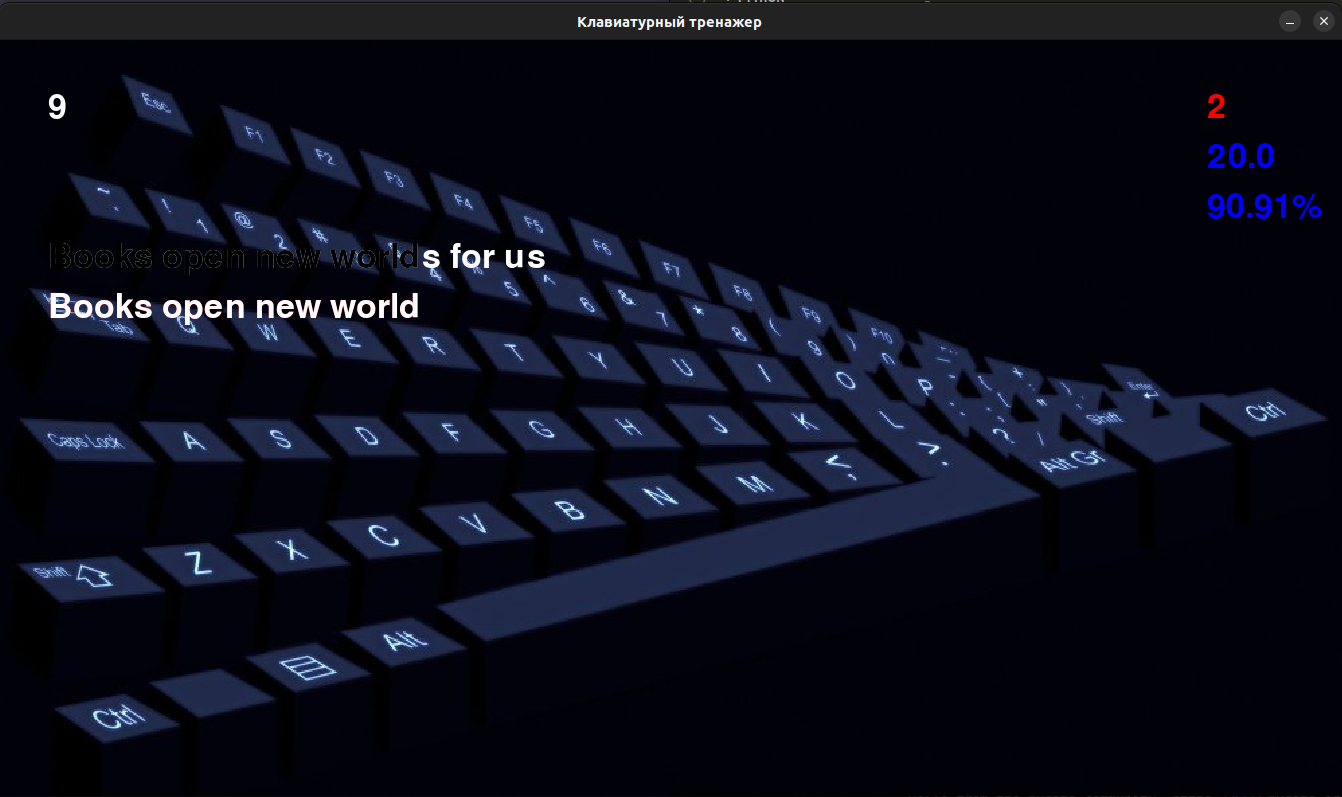 Клавиатурный тренажер
9
2
20.0
90.91%
Books open new worlds for us
Books open new world
Esc
F1 F2 F3 F4 F5 F6 F7 F8 F9 F10
~ ! 1 @ 2 # 4 5 ^ 6 & 7 * 8 ( 9 )
Tab Q W E R T Y U I O P
Caps Lock A S D F G H J K L Enter
Shift Z X C V B N M < , > . ? / Shift
Ctrl Alt Alt Gr Ctrl